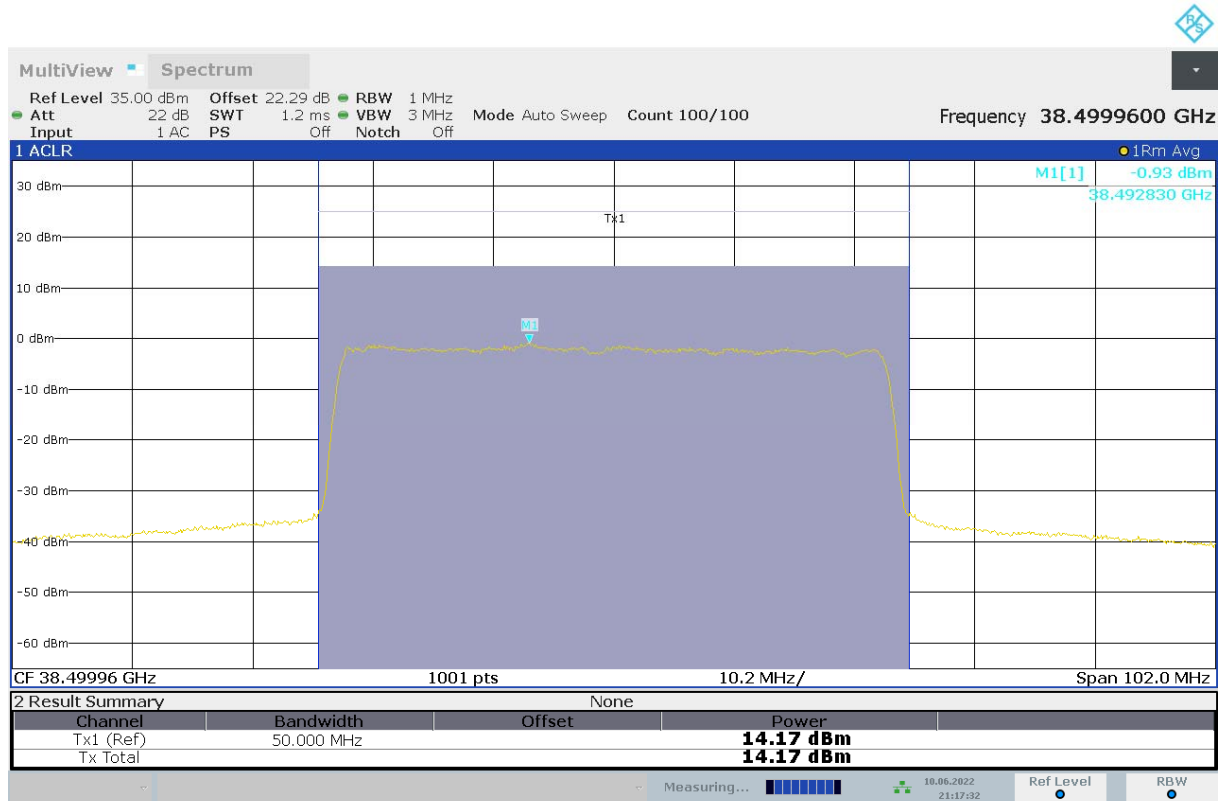 R&S
MultiView Spectrum
Ref Level 35.00 dBm Offset 22.29 dB RBW 1 MHz
Att 22 dB SWT 1.2 ms VBW 3 MHz Mode Auto Sweep Count 100/100 Frequency 38.4999600 GHz
Input 1 AC PS Off Notch Off
1 ACLR 1Rm Avg
M1[1] -0.93 dBm
38.492830 GHz
30 dBm
Tx1
20 dBm
10 dBm
M1
0 dBm
-10 dBm
-20 dBm
-30 dBm
-40 dBm
-50 dBm
-60 dBm
CF 38.49996 GHz 1001 pts 10.2 MHz/ Span 102.0 MHz
2 Result Summary None
Channel Bandwidth Offset Power
Tx1 (Ref) 50.000 MHz 14.17 dBm
Tx Total 14.17 dBm
Measuring... 10.06.2022 Ref Level RBW
21:17:32